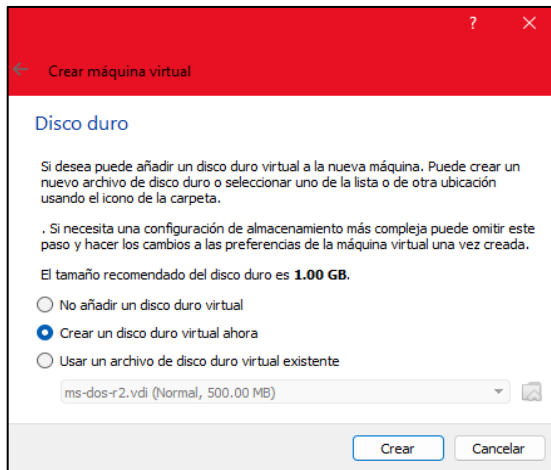 ?
Crear máquina virtual
Disco duro
Si desea puede añadir un disco duro virtual a la nueva máquina. Puede crear un
nuevo archivo de disco duro o seleccionar uno de la lista o de otra ubicación
usando el icono de la carpeta.
. Si necesita una configuración de almacenamiento más compleja puede omitir este
paso y hacer los cambios a las preferencias de la máquina virtual una vez creada.
El tamaño recomendado del disco duro es 1.00 GB.
No añadir un disco duro virtual
Crear un disco duro virtual ahora
Usar un archivo de disco duro virtual existente
ms-dos-r2.vdi (Normal, 500.00 MB)
Crear Cancelar